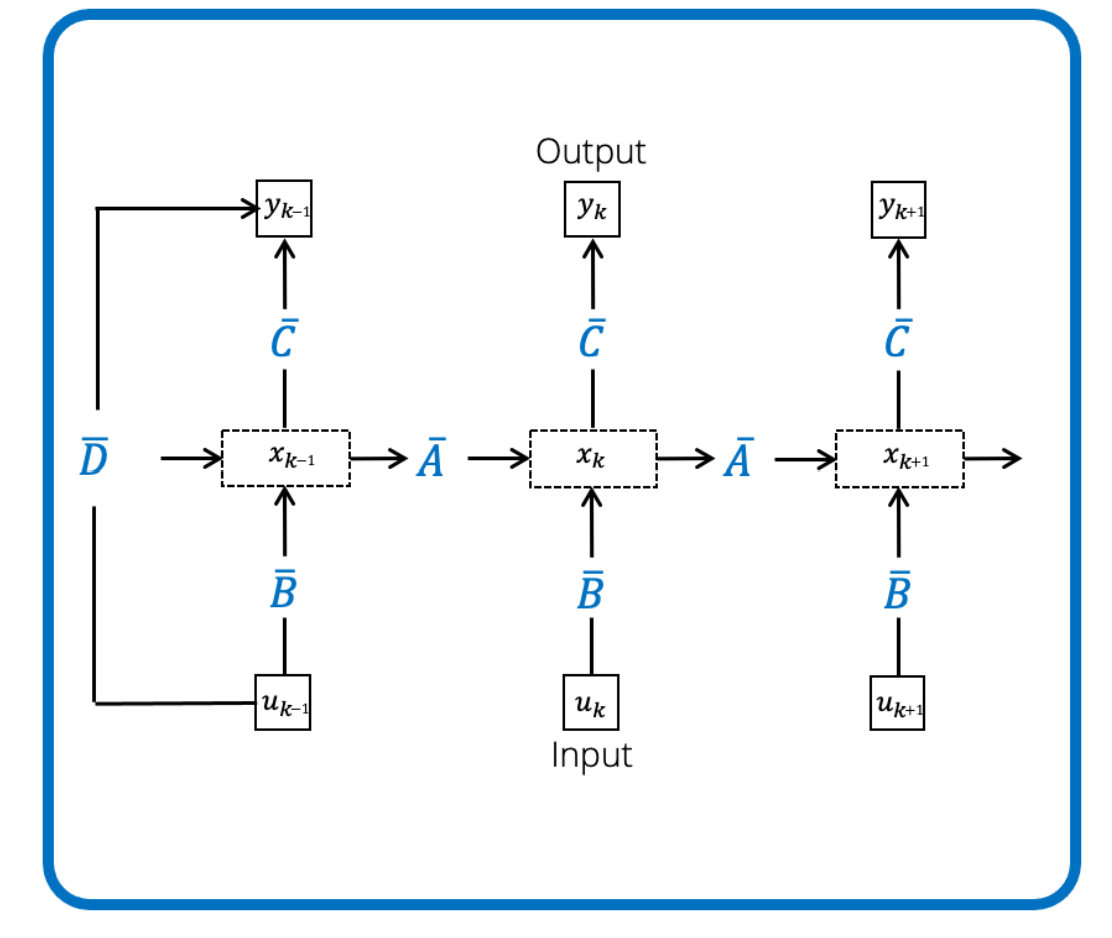 Output
y_{k-1} y_k y_{k+1}
C̅ C̅ C̅
D̅ x_{k-1} A̅ x_k A̅ x_{k+1}
B̅ B̅ B̅
u_{k-1} u_k u_{k+1}
Input